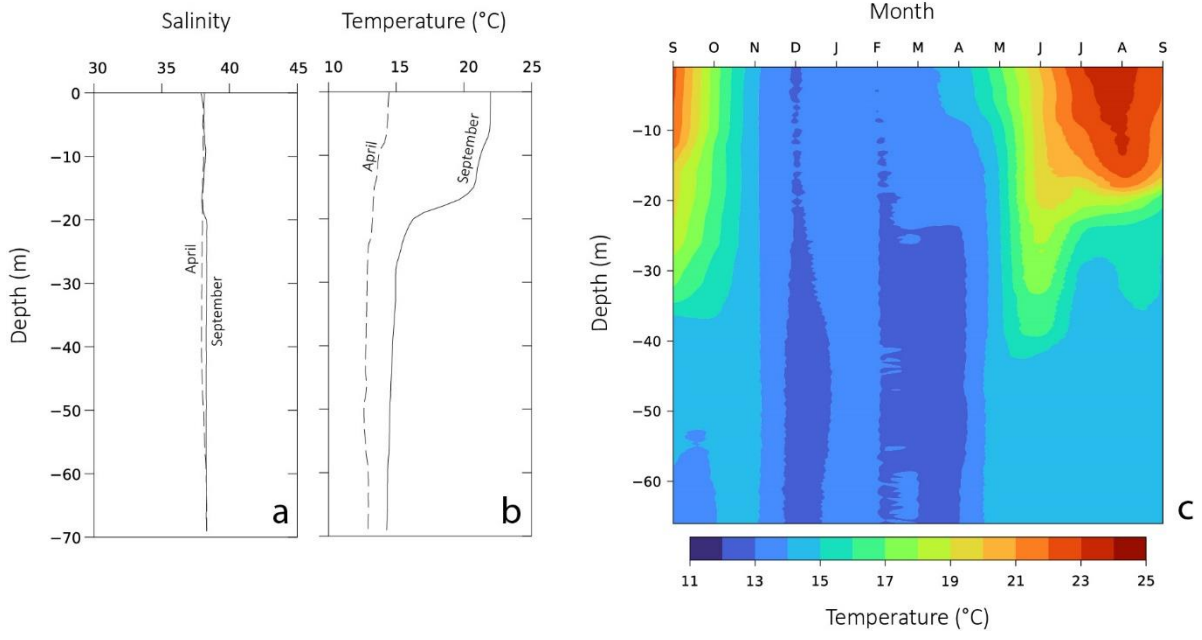 Salinity
Temperature (°C)
Month
30 35 40 45
10 15 20 25
S O N D J F M A M J J A S
Depth (m)
0
−10
−20
−30
−40
−50
−60
−70
April
September
a
April
September
b
Depth (m)
−10
−20
−30
−40
−50
−60
c
11 13 15 17 19 21 23 25
Temperature (°C)